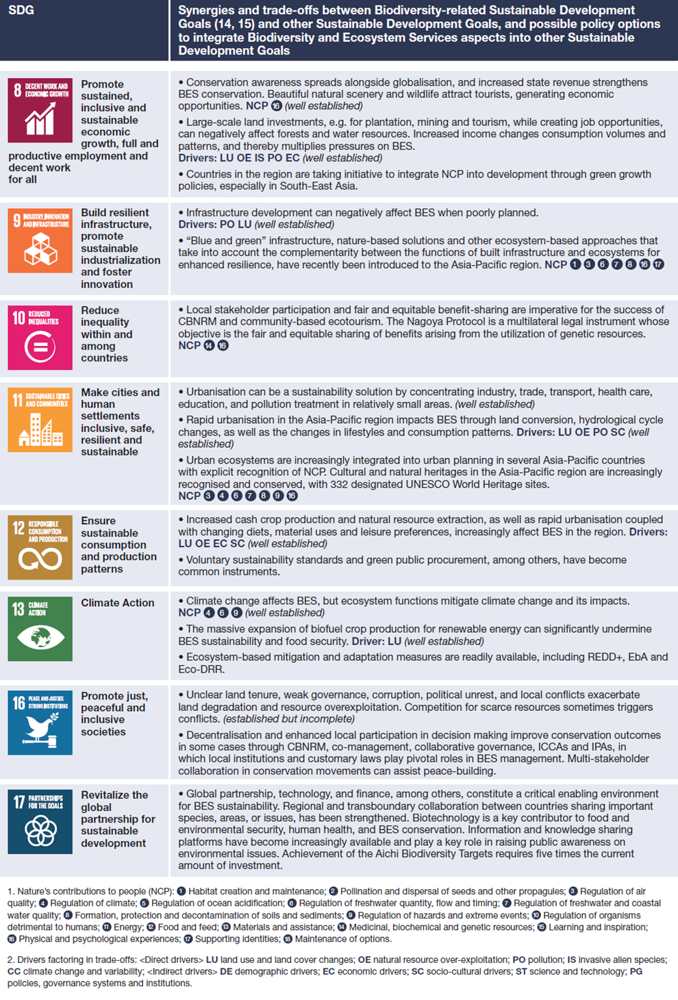 SDG
Synergies and trade-offs between Biodiversity-related Sustainable Development
Goals (14, 15) and other Sustainable Development Goals, and possible policy options
to integrate Biodiversity and Ecosystem Services aspects into other Sustainable
Development Goals
8 DECENT WORK AND
ECONOMIC GROWTH
Promote
sustained,
inclusive and
sustainable
economic
growth, full and
productive employment and
decent work
for all
• Conservation awareness spreads alongside globalisation, and increased state revenue strengthens
BES conservation. Beautiful natural scenery and wildlife attract tourists, generating economic
opportunities. NCP 16 (well established)
• Large-scale land investments, e.g. for plantation, mining and tourism, while creating job opportunities,
can negatively affect forests and water resources. Increased income changes consumption volumes and
patterns, and thereby multiplies pressures on BES.
Drivers: LU OE IS PO EC (well established)
• Countries in the region are taking initiative to integrate NCP into development through green growth
policies, especially in South-East Asia.
9 INDUSTRY, INNOVATION
AND INFRASTRUCTURE
Build resilient
infrastructure,
promote
sustainable
industrialization
and foster
innovation
• Infrastructure development can negatively affect BES when poorly planned.
Drivers: PO LU (well established)
• “Blue and green” infrastructure, nature-based solutions and other ecosystem-based approaches that
take into account the complementarity between the functions of built infrastructure and ecosystems for
enhanced resilience, have recently been introduced to the Asia-Pacific region. NCP 1 3 6 7 8 16 17
10 REDUCED
INEQUALITIES
Reduce
inequality
within and
among
countries
• Local stakeholder participation and fair and equitable benefit-sharing are imperative for the success of
CBNRM and community-based ecotourism. The Nagoya Protocol is a multilateral legal instrument whose
objective is the fair and equitable sharing of benefits arising from the utilization of genetic resources.
NCP 14 16
11 SUSTAINABLE CITIES
AND COMMUNITIES
Make cities and
human
settlements
inclusive, safe,
resilient and
sustainable
• Urbanisation can be a sustainability solution by concentrating industry, trade, transport, health care,
education, and pollution treatment in relatively small areas. (well established)
• Rapid urbanisation in the Asia-Pacific region impacts BES through land conversion, hydrological cycle
changes, as well as the changes in lifestyles and consumption patterns. Drivers: LU OE PO SC (well
established)
• Urban ecosystems are increasingly integrated into urban planning in several Asia-Pacific countries
with explicit recognition of NCP. Cultural and natural heritages in the Asia-Pacific region are increasingly
recognised and conserved, with 332 designated UNESCO World Heritage sites.
NCP 3 4 6 7 8 9 16
12 RESPONSIBLE
CONSUMPTION
AND PRODUCTION
Ensure
sustainable
consumption
and production
patterns
• Increased cash crop production and natural resource extraction, as well as rapid urbanisation coupled
with changing diets, material uses and leisure preferences, increasingly affect BES in the region. Drivers:
LU OE EC SC (well established)
• Voluntary sustainability standards and green public procurement, among others, have become
common instruments.
13 CLIMATE
ACTION
Climate Action
• Climate change affects BES, but ecosystem functions mitigate climate change and its impacts.
NCP 4 6 9 (well established)
• The massive expansion of biofuel crop production for renewable energy can significantly undermine
BES sustainability and food security. Driver: LU (well established)
• Ecosystem-based mitigation and adaptation measures are readily available, including REDD+, EbA and
Eco-DRR.
16 PEACE AND JUSTICE
STRONG INSTITUTIONS
Promote just,
peaceful and
inclusive
societies
• Unclear land tenure, weak governance, corruption, political unrest, and local conflicts exacerbate
land degradation and resource overexploitation. Competition for scarce resources sometimes triggers
conflicts. (established but incomplete)
• Decentralisation and enhanced local participation in decision making improve conservation outcomes
in some cases through CBNRM, co-management, collaborative governance, ICCAs and IPAs, in
which local institutions and customary laws play pivotal roles in BES management. Multi-stakeholder
collaboration in conservation movements can assist peace-building.
17 PARTNERSHIPS
FOR THE GOALS
Revitalize the
global
partnership for
sustainable
development
• Global partnership, technology, and finance, among others, constitute a critical enabling environment
for BES sustainability. Regional and transboundary collaboration between countries sharing important
species, areas, or issues, has been strengthened. Biotechnology is a key contributor to food and
environmental security, human health, and BES conservation. Information and knowledge sharing
platforms have become increasingly available and play a key role in raising public awareness on
environmental issues. Achievement of the Aichi Biodiversity Targets requires five times the current
amount of investment.
1. Nature's contributions to people (NCP): 1 Habitat creation and maintenance; 2 Pollination and dispersal of seeds and other propagules; 3 Regulation of air
quality; 4 Regulation of climate; 5 Regulation of ocean acidification; 6 Regulation of freshwater quantity, flow and timing; 7 Regulation of freshwater and coastal
water quality; 8 Formation, protection and decontamination of soils and sediments; 9 Regulation of hazards and extreme events; 10 Regulation of organisms
detrimental to humans; 11 Energy; 12 Food and feed; 13 Materials and assistance; 14 Medicinal, biochemical and genetic resources; 15 Learning and inspiration;
16 Physical and psychological experiences; 17 Supporting identities; 18 Maintenance of options.
2. Drivers factoring in trade-offs: <Direct drivers> LU land use and land cover changes; OE natural resource over-exploitation; PO pollution; IS invasive alien species;
CC climate change and variability; <Indirect drivers> DE demographic drivers; EC economic drivers; SC socio-cultural drivers; ST science and technology; PG
policies, governance systems and institutions.